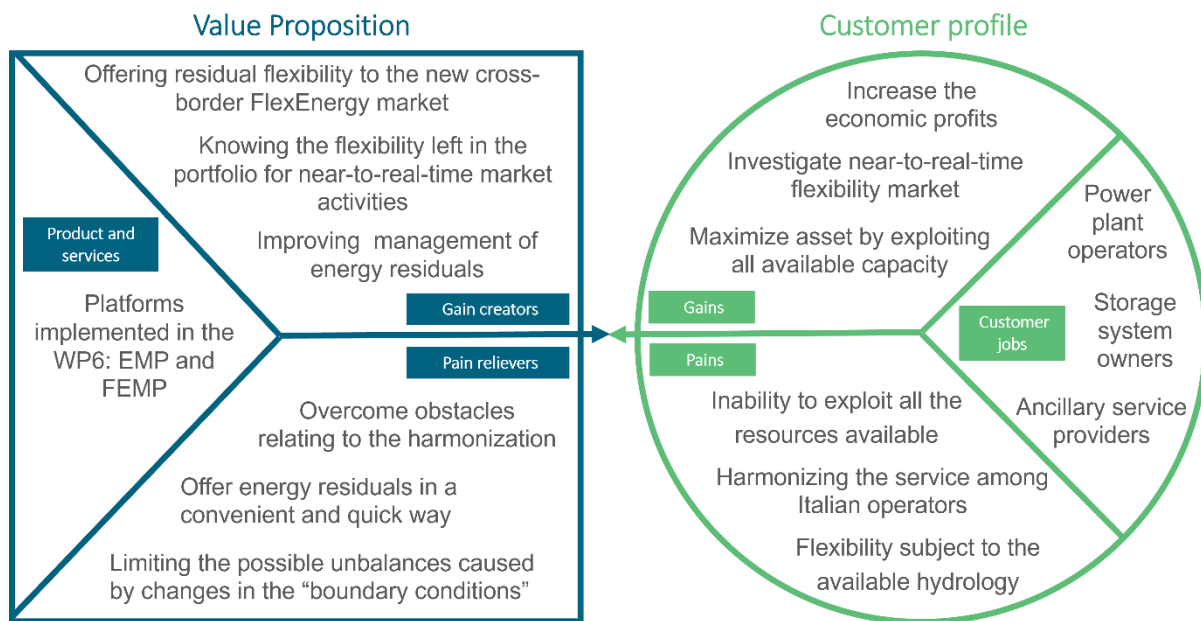 Value Proposition
Offering residual flexibility to the new cross-
border FlexEnergy market
Knowing the flexibility left in the
portfolio for near-to-real-time market
activities
Improving management of
energy residuals
Product and
services
Platforms
implemented in the
WP6: EMP and
FEMP
Gain creators
Pain relievers
Overcome obstacles
relating to the harmonization
Offer energy residuals in a
convenient and quick way
Limiting the possible unbalances caused
by changes in the “boundary conditions”
Customer profile
Increase the
economic profits
Investigate near-to-real-time
flexibility market
Maximize asset by exploiting
all available capacity
Gains
Pains
Inability to exploit all the
resources available
Harmonizing the service among
Italian operators
Flexibility subject to the
available hydrology
Customer
jobs
Power
plant
operators
Storage
system
owners
Ancillary service
providers